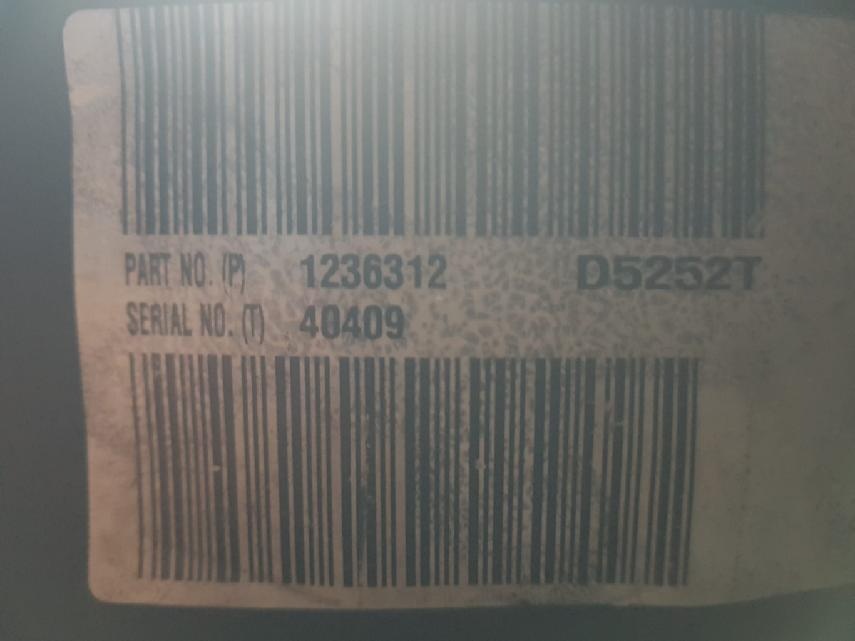 PART NO. (P) 1236312 D5252T
SERIAL NO. (T) 40409